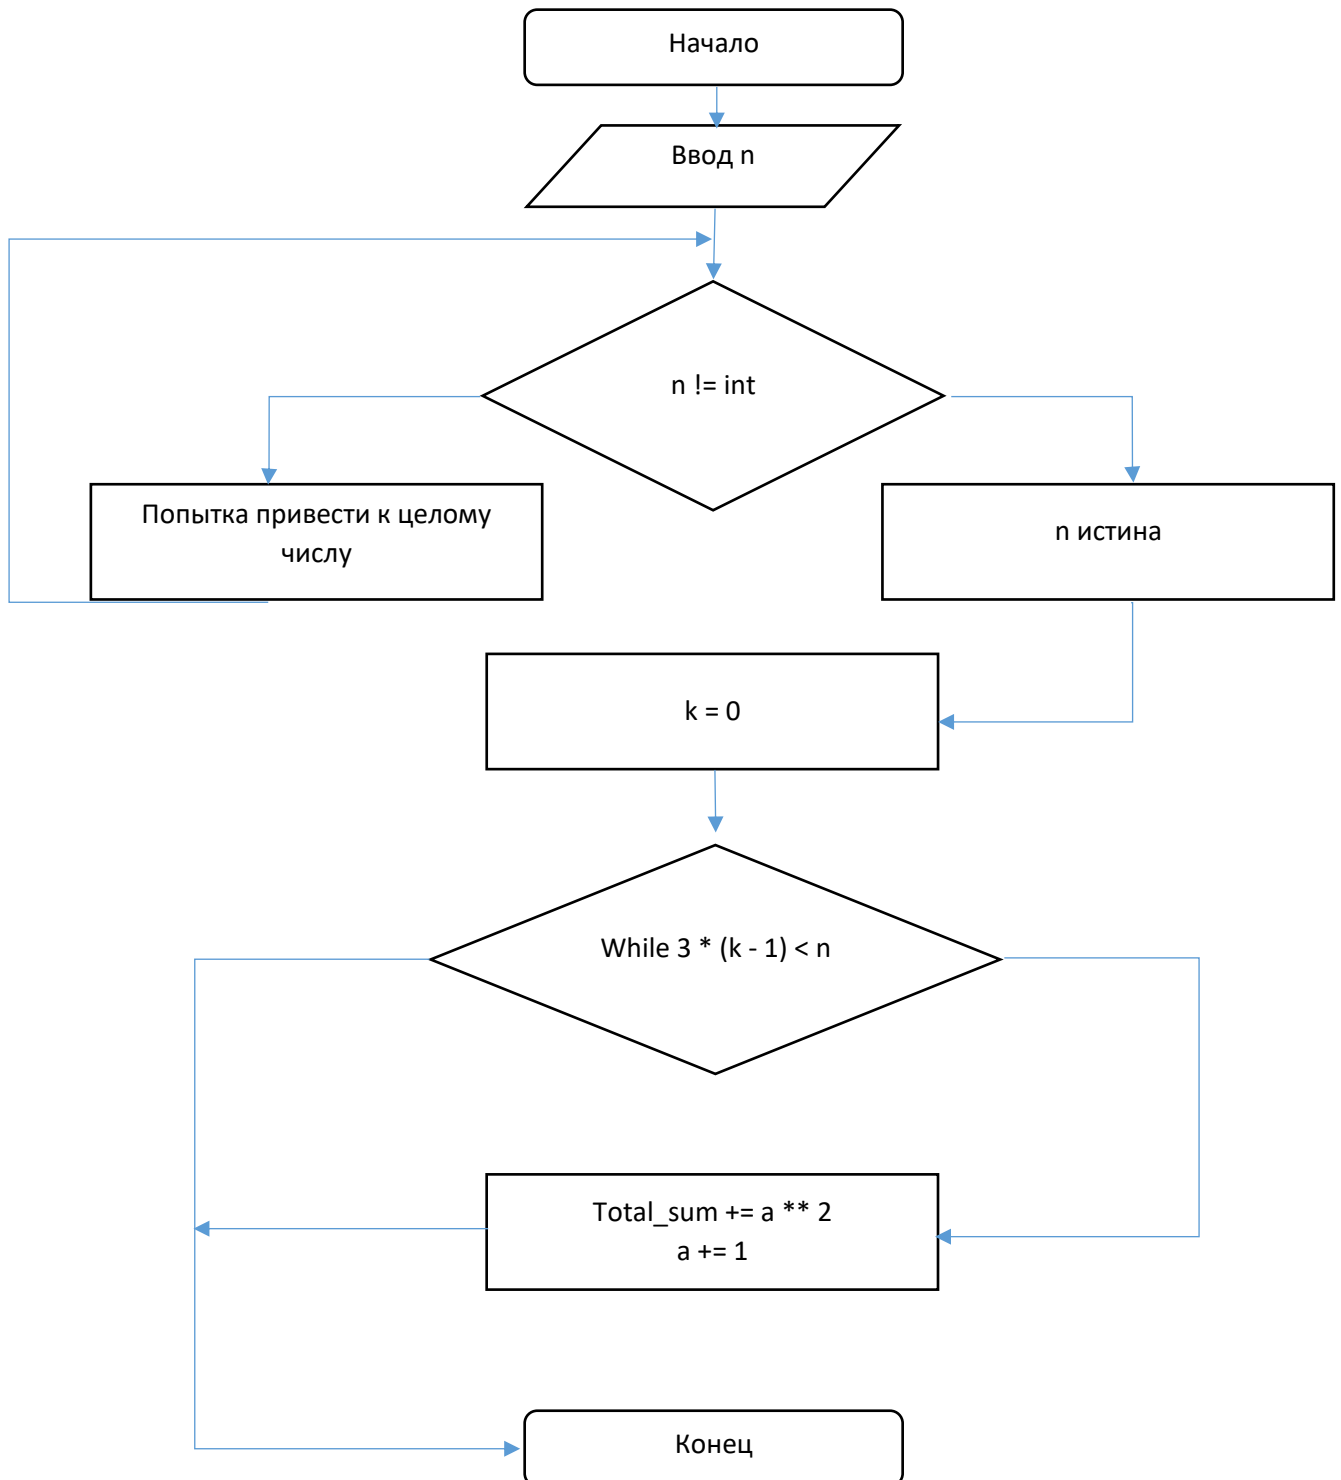 Начало
Ввод n
n != int
Попытка привести к целому
числу
n истина
k = 0
While 3 * (k - 1) < n
Total_sum += a ** 2
a += 1
Конец